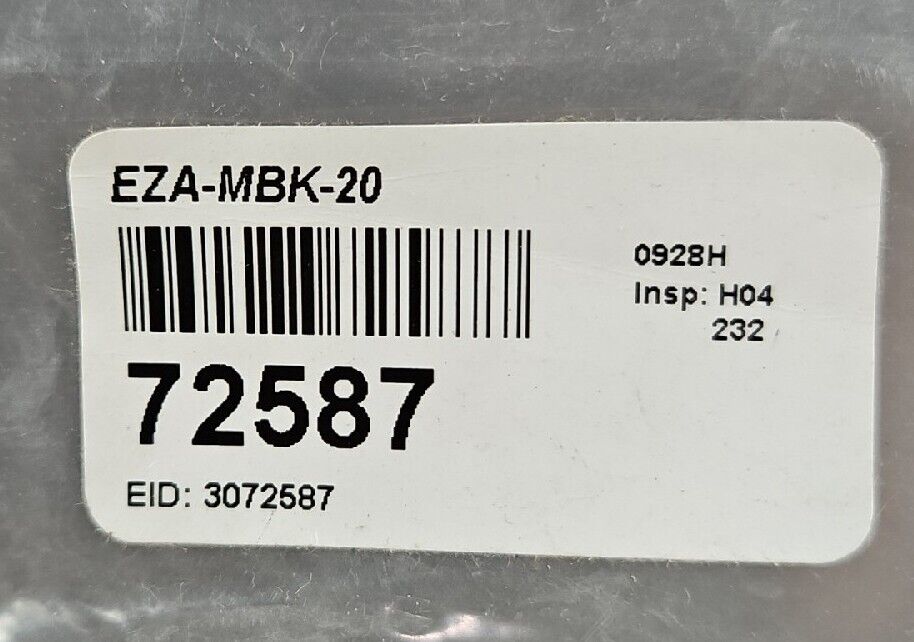 EZA-MBK-20
0928H
Insp: H04
232
72587
EID: 3072587